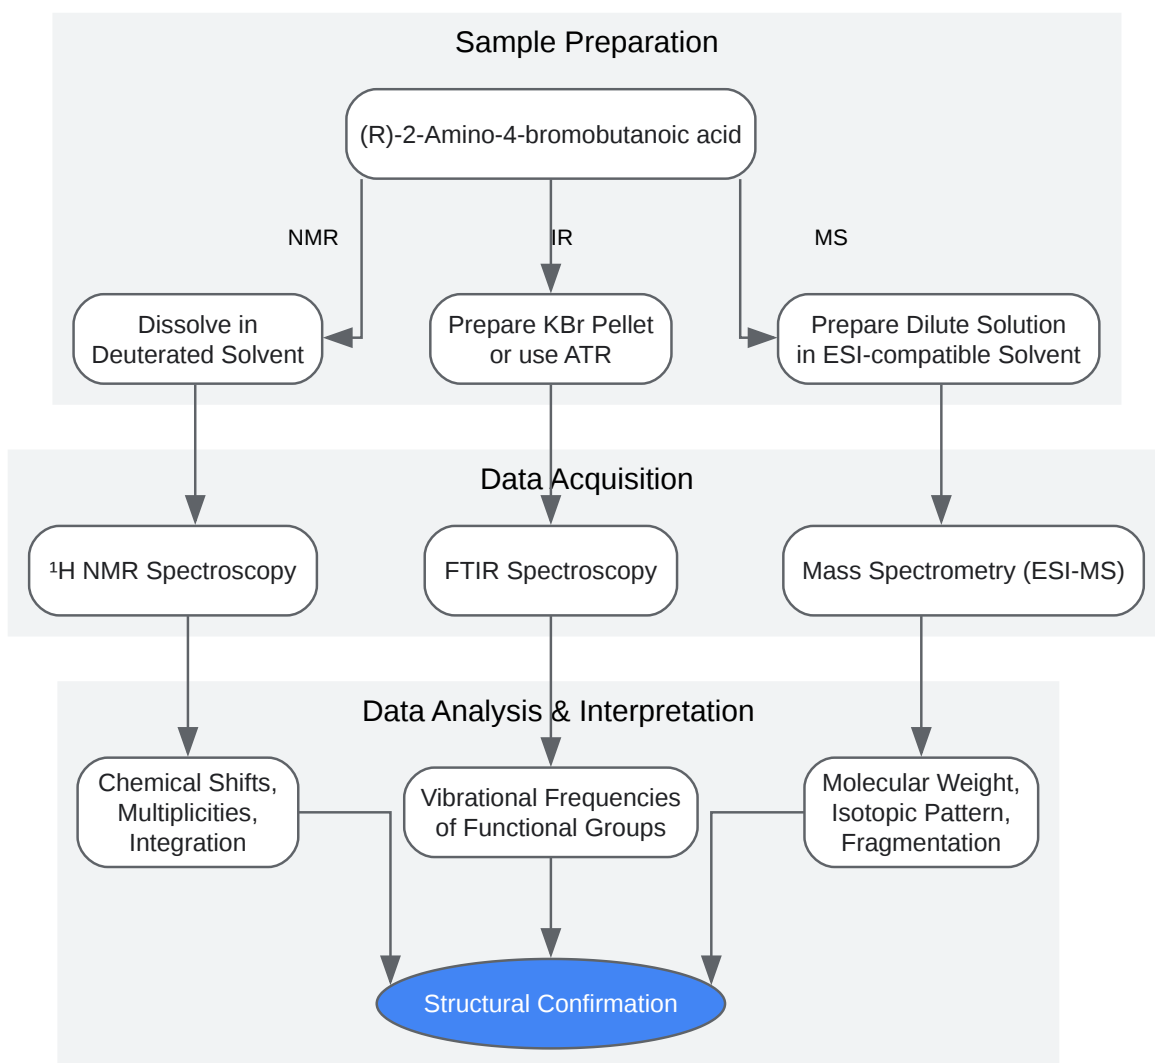 Sample Preparation
(R)-2-Amino-4-bromobutanoic acid
NMR
IR
MS
Dissolve in
Deuterated Solvent
Prepare KBr Pellet
or use ATR
Prepare Dilute Solution
in ESI-compatible Solvent
Data Acquisition
¹H NMR Spectroscopy
FTIR Spectroscopy
Mass Spectrometry (ESI-MS)
Data Analysis & Interpretation
Chemical Shifts,
Multiplicities,
Integration
Vibrational Frequencies
of Functional Groups
Molecular Weight,
Isotopic Pattern,
Fragmentation
Structural Confirmation